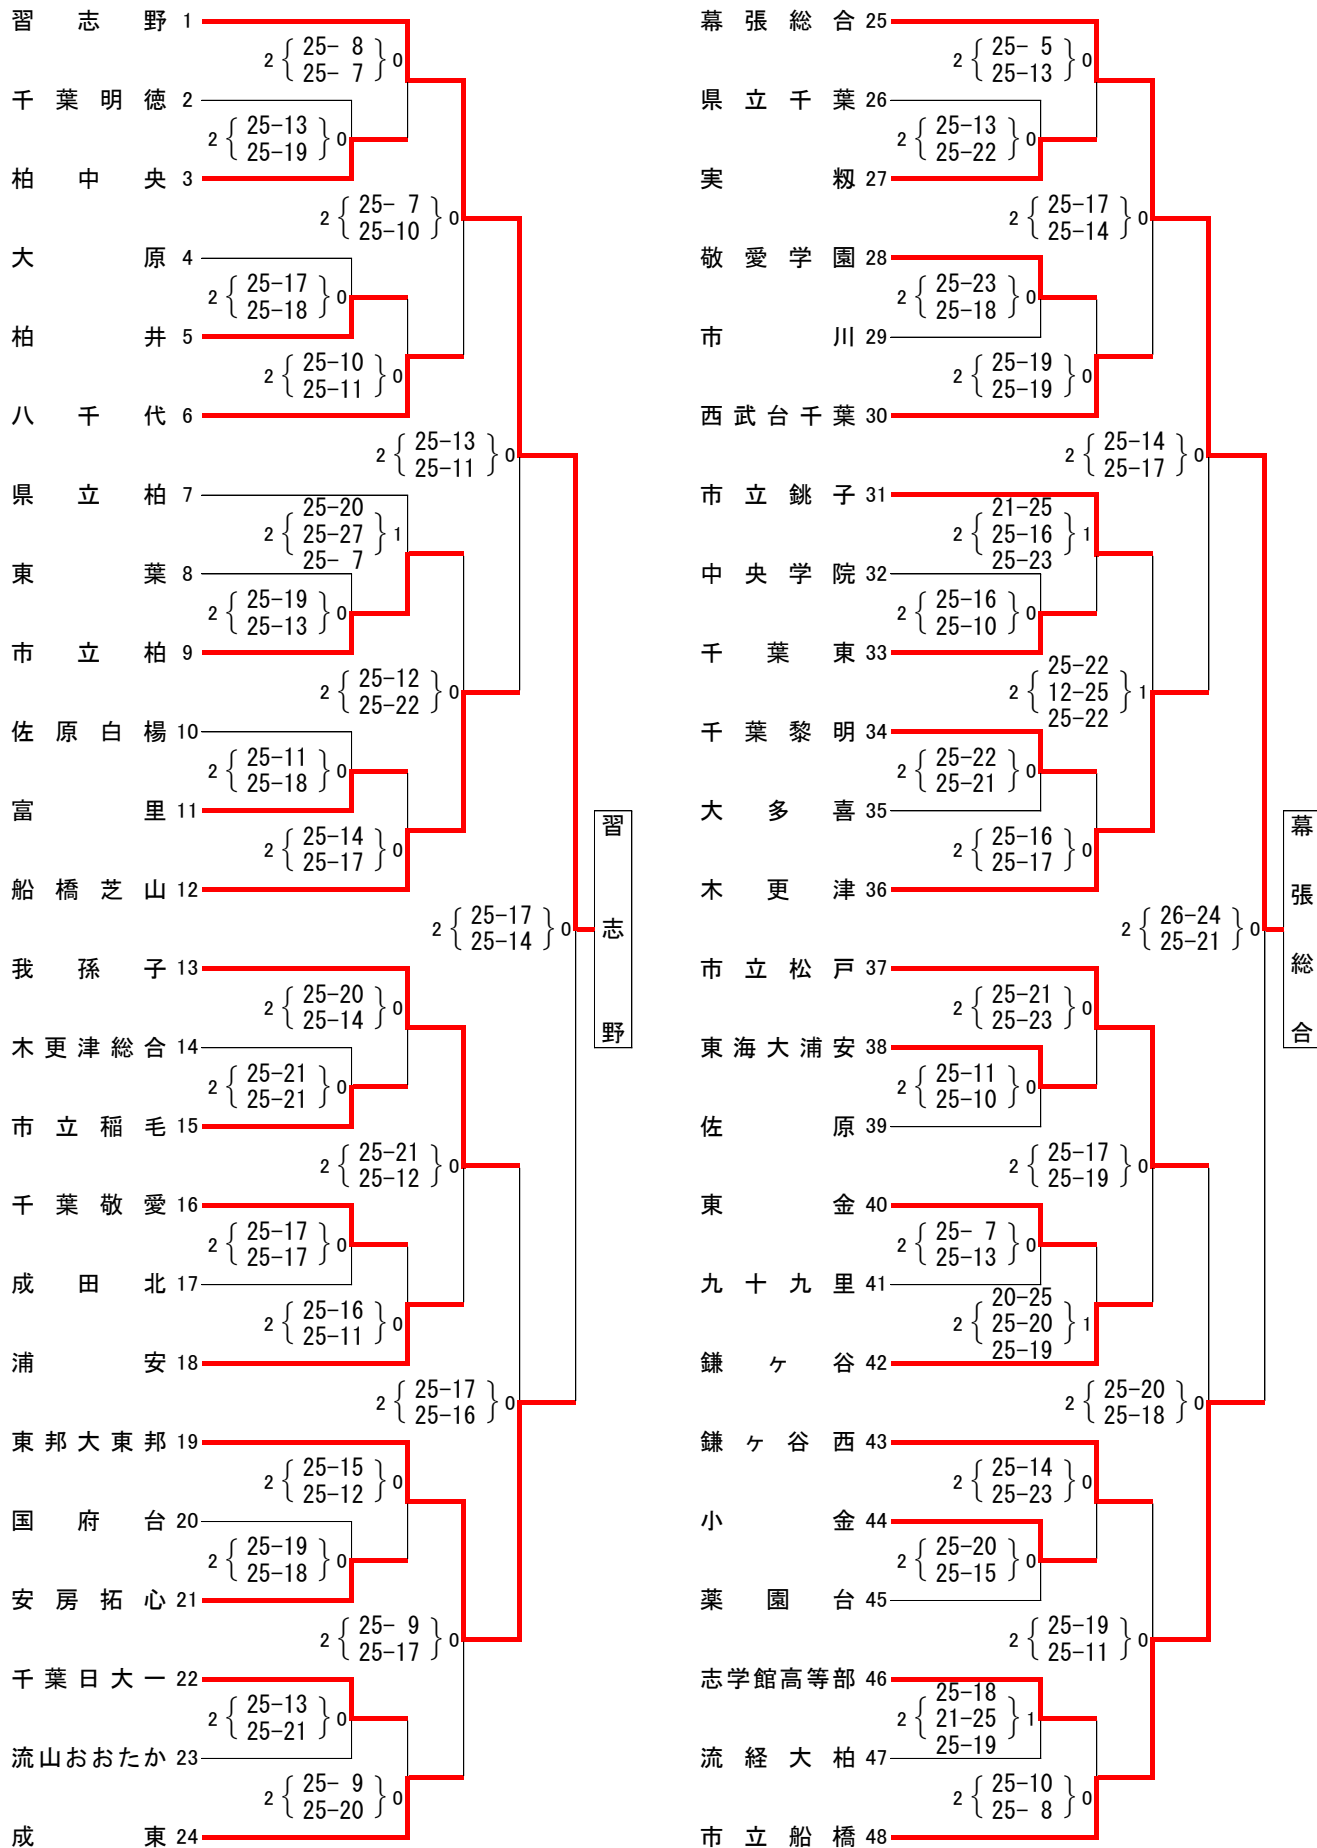 習志野 1
2 { 25- 8 } 0
25- 7
千葉明徳 2
2 { 25-13 } 0
25-19
柏中央 3
2 { 25- 7 } 0
25-10
大原 4
2 { 25-17 } 0
25-18
柏井 5
2 { 25-10 } 0
25-11
八千代 6
2 { 25-13 } 0
25-11
県立柏 7
25-20
2 { 25-27 } 1
25- 7
東葉 8
2 { 25-19 } 0
25-13
市立柏 9
2 { 25-12 } 0
25-22
佐原白楊 10
2 { 25-11 } 0
25-18
富里 11
2 { 25-14 } 0
25-17
船橋芝山 12
2 { 25-17 } 0
25-14
我孫子 13
2 { 25-20 } 0
25-14
木更津総合 14
2 { 25-21 } 0
25-21
市立稲毛 15
2 { 25-21 } 0
25-12
千葉敬愛 16
2 { 25-17 } 0
25-17
成田北 17
2 { 25-16 } 0
25-11
浦安 18
2 { 25-17 } 0
25-16
東邦大東邦 19
2 { 25-15 } 0
25-12
国府台 20
2 { 25-19 } 0
25-18
安房拓心 21
2 { 25- 9 } 0
25-17
千葉日大一 22
2 { 25-13 } 0
25-21
流山おおたか 23
2 { 25- 9 } 0
25-20
成東 24
習志野
幕張総合 25
2 { 25- 5 } 0
25-13
県立千葉 26
2 { 25-13 } 0
25-22
実籾 27
2 { 25-17 } 0
25-14
敬愛学園 28
2 { 25-23 } 0
25-18
市川 29
2 { 25-19 } 0
25-19
西武台千葉 30
2 { 25-14 } 0
25-17
市立銚子 31
21-25
2 { 25-16 } 1
25-23
中央学院 32
2 { 25-16 } 0
25-10
千葉東 33
25-22
2 { 12-25 } 1
25-22
千葉黎明 34
2 { 25-22 } 0
25-21
大多喜 35
2 { 25-16 } 0
25-17
木更津 36
2 { 26-24 } 0
25-21
市立松戸 37
2 { 25-21 } 0
25-23
東海大浦安 38
2 { 25-11 } 0
25-10
佐原 39
2 { 25-17 } 0
25-19
東金 40
2 { 25- 7 } 0
25-13
九十九里 41
20-25
2 { 25-20 } 1
25-19
鎌ヶ谷 42
2 { 25-20 } 0
25-18
鎌ヶ谷西 43
2 { 25-14 } 0
25-23
小金 44
2 { 25-20 } 0
25-15
薬園台 45
2 { 25-19 } 0
25-11
志学館高等部 46
25-18
2 { 21-25 } 1
25-19
流経大柏 47
2 { 25-10 } 0
25- 8
市立船橋 48
幕張総合